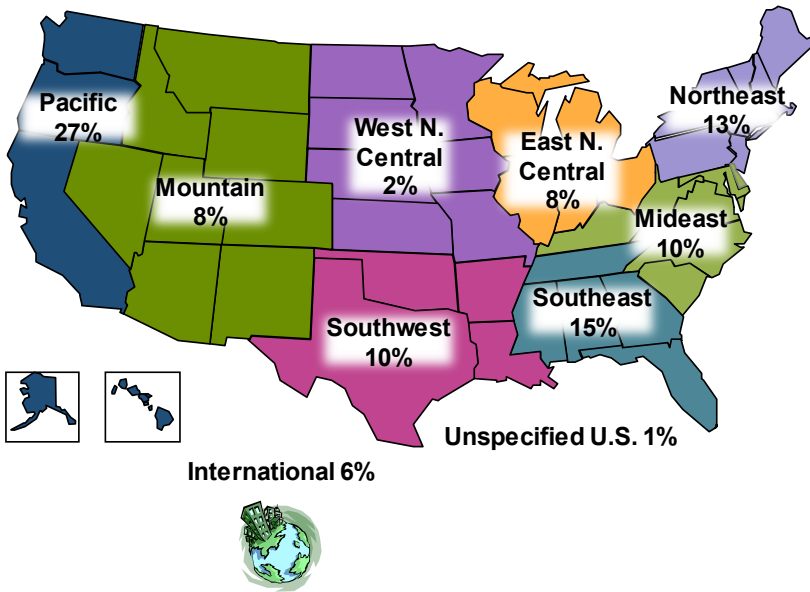 Pacific
27%
Mountain
8%
West N.
Central
2%
East N.
Central
8%
Northeast
13%
Mideast
10%
Southeast
15%
Southwest
10%
Unspecified U.S. 1%
International 6%